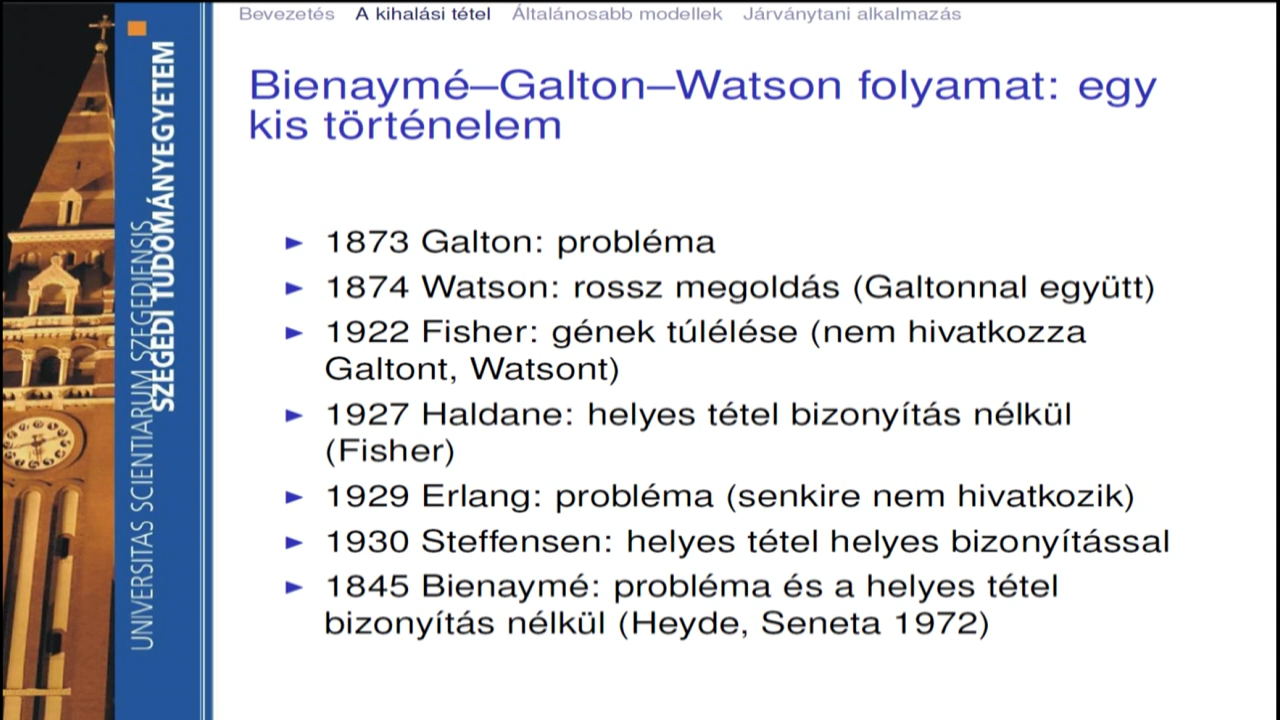 Bevezetés A kihalási tétel Általánosabb modellek Járványtani alkalmazás
UNIVERSITAS SCIENTIARUM SZEGEDIENSIS
SZEGEDI TUDOMÁNYEGYETEM
Bienaymé–Galton–Watson folyamat: egy
kis történelem
► 1873 Galton: probléma
► 1874 Watson: rossz megoldás (Galtonnal együtt)
► 1922 Fisher: gének túlélése (nem hivatkozza
Galtont, Watsont)
► 1927 Haldane: helyes tétel bizonyítás nélkül
(Fisher)
► 1929 Erlang: probléma (senkire nem hivatkozik)
► 1930 Steffensen: helyes tétel helyes bizonyítással
► 1845 Bienaymé: probléma és a helyes tétel
bizonyítás nélkül (Heyde, Seneta 1972)